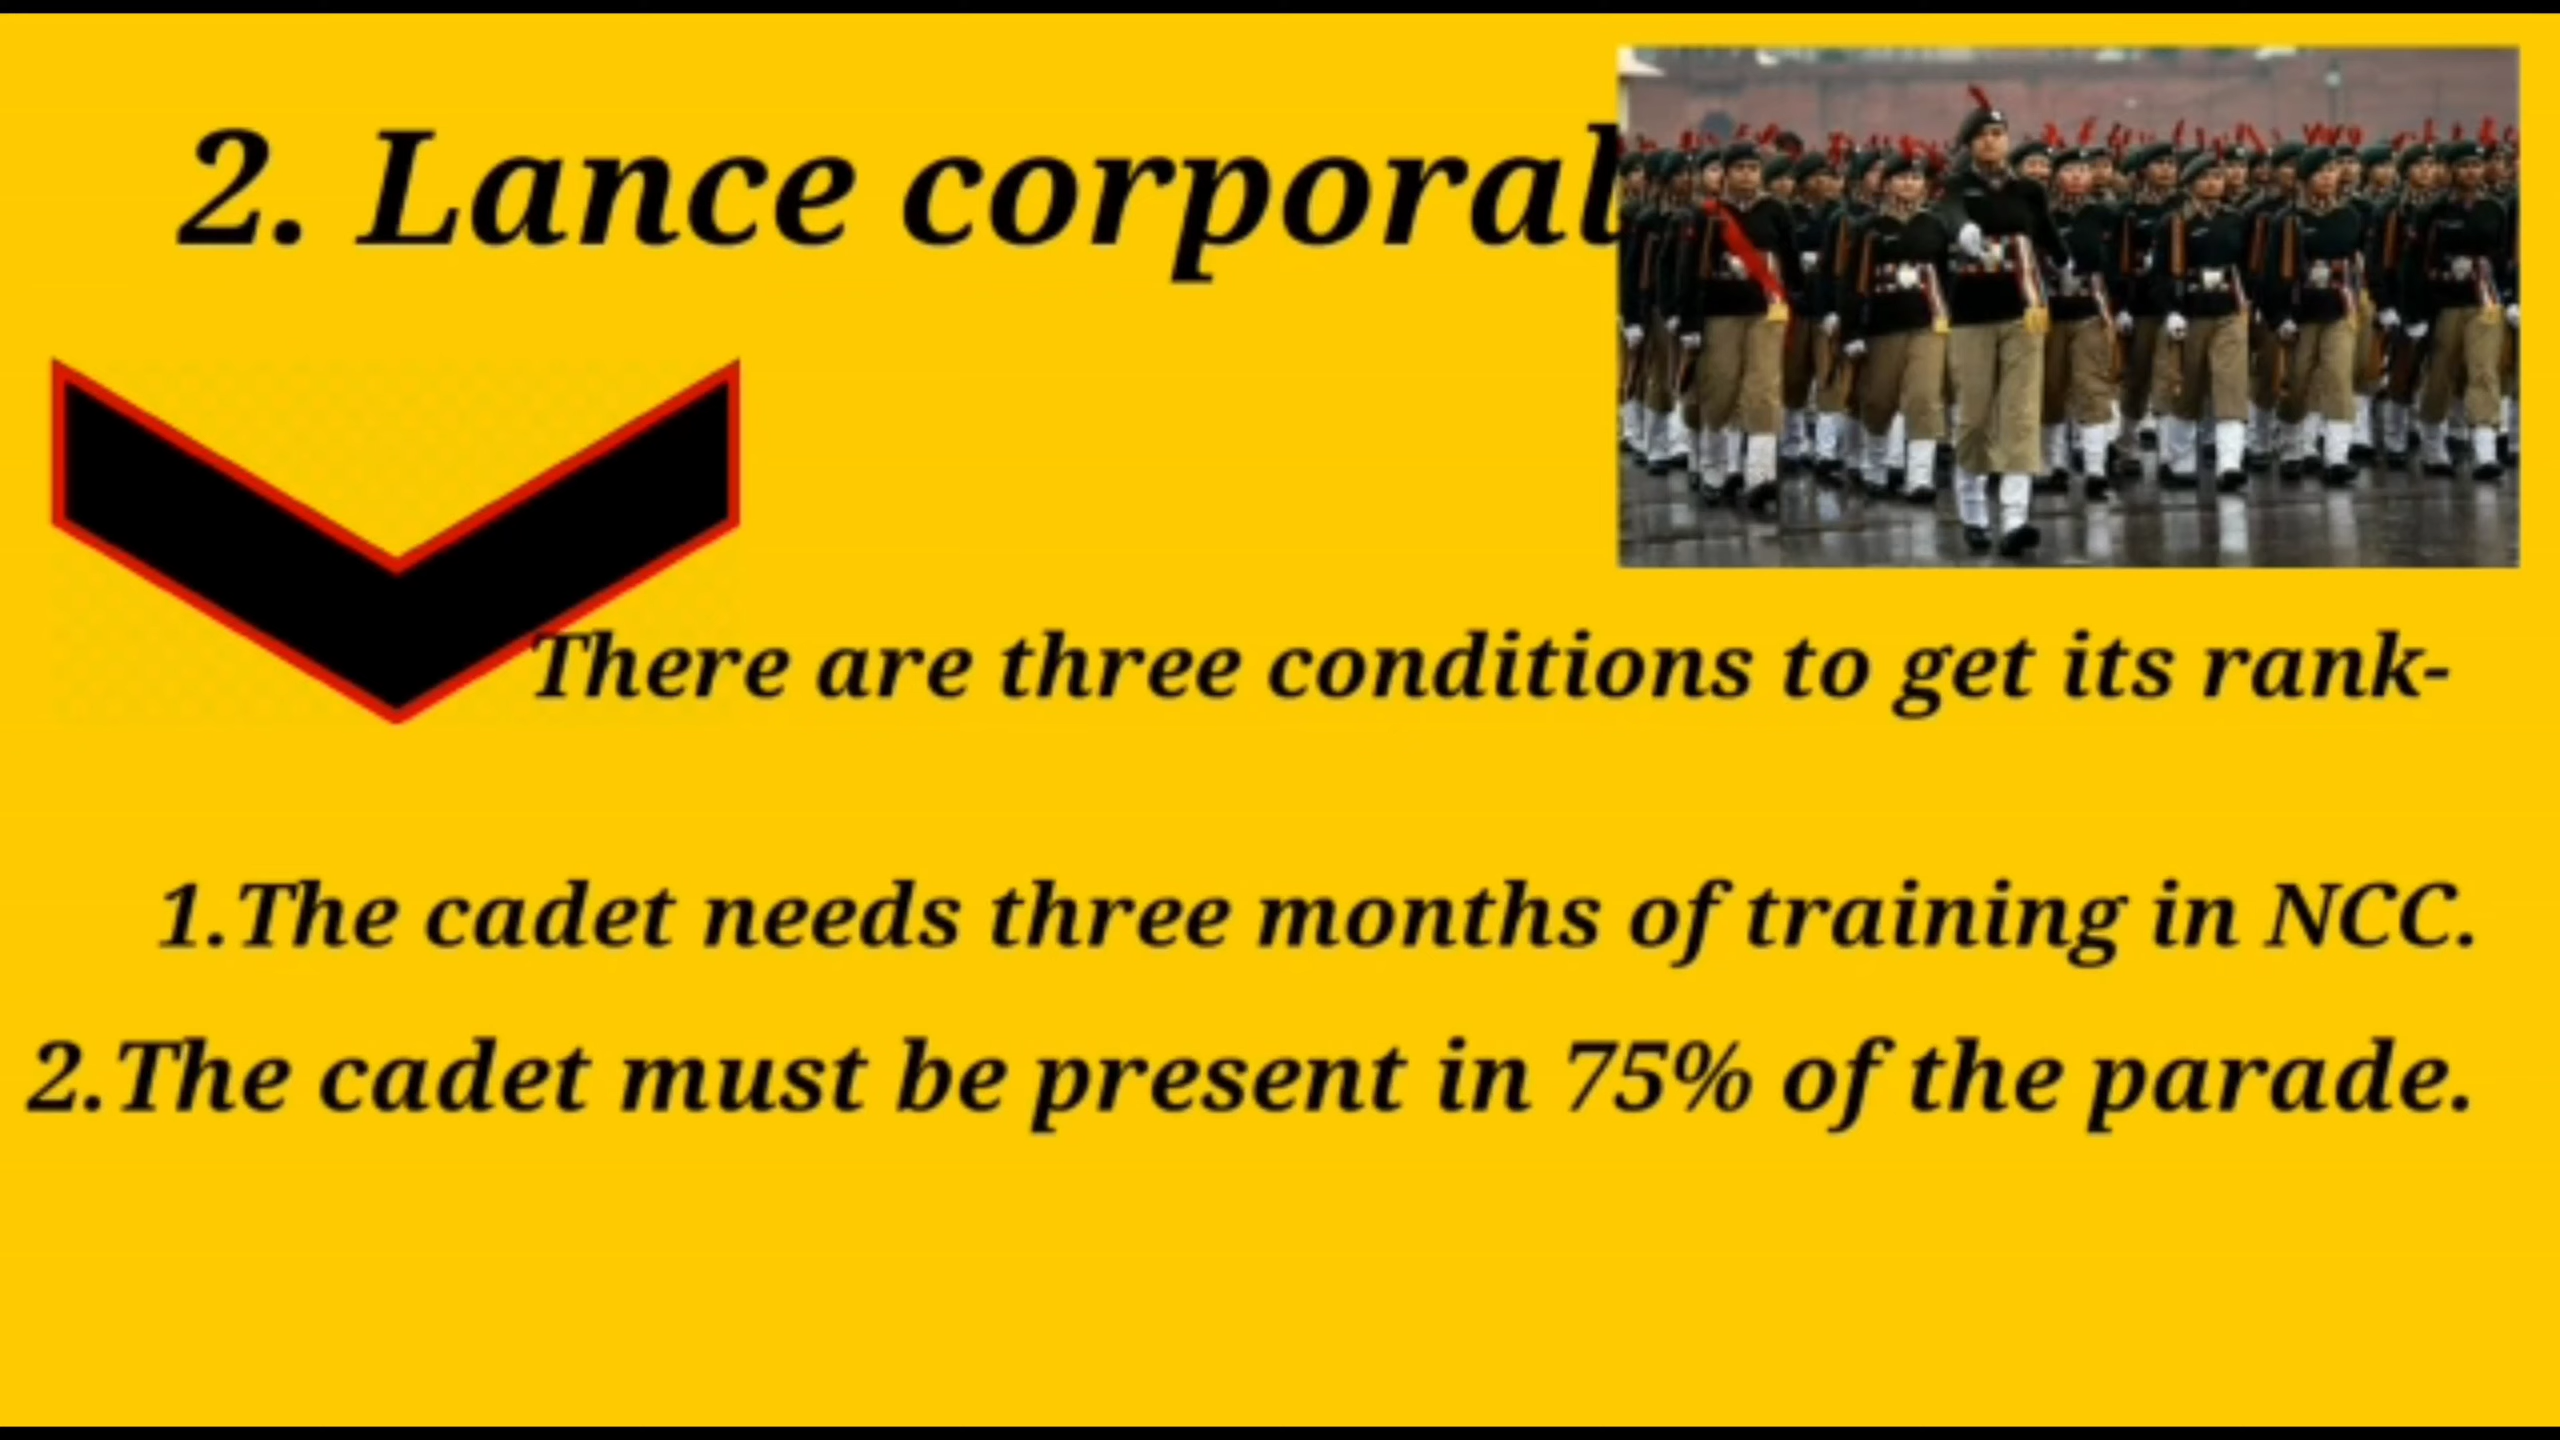 2. Lance corporal
There are three conditions to get its rank-
1.The cadet needs three months of training in NCC.
2.The cadet must be present in 75% of the parade.